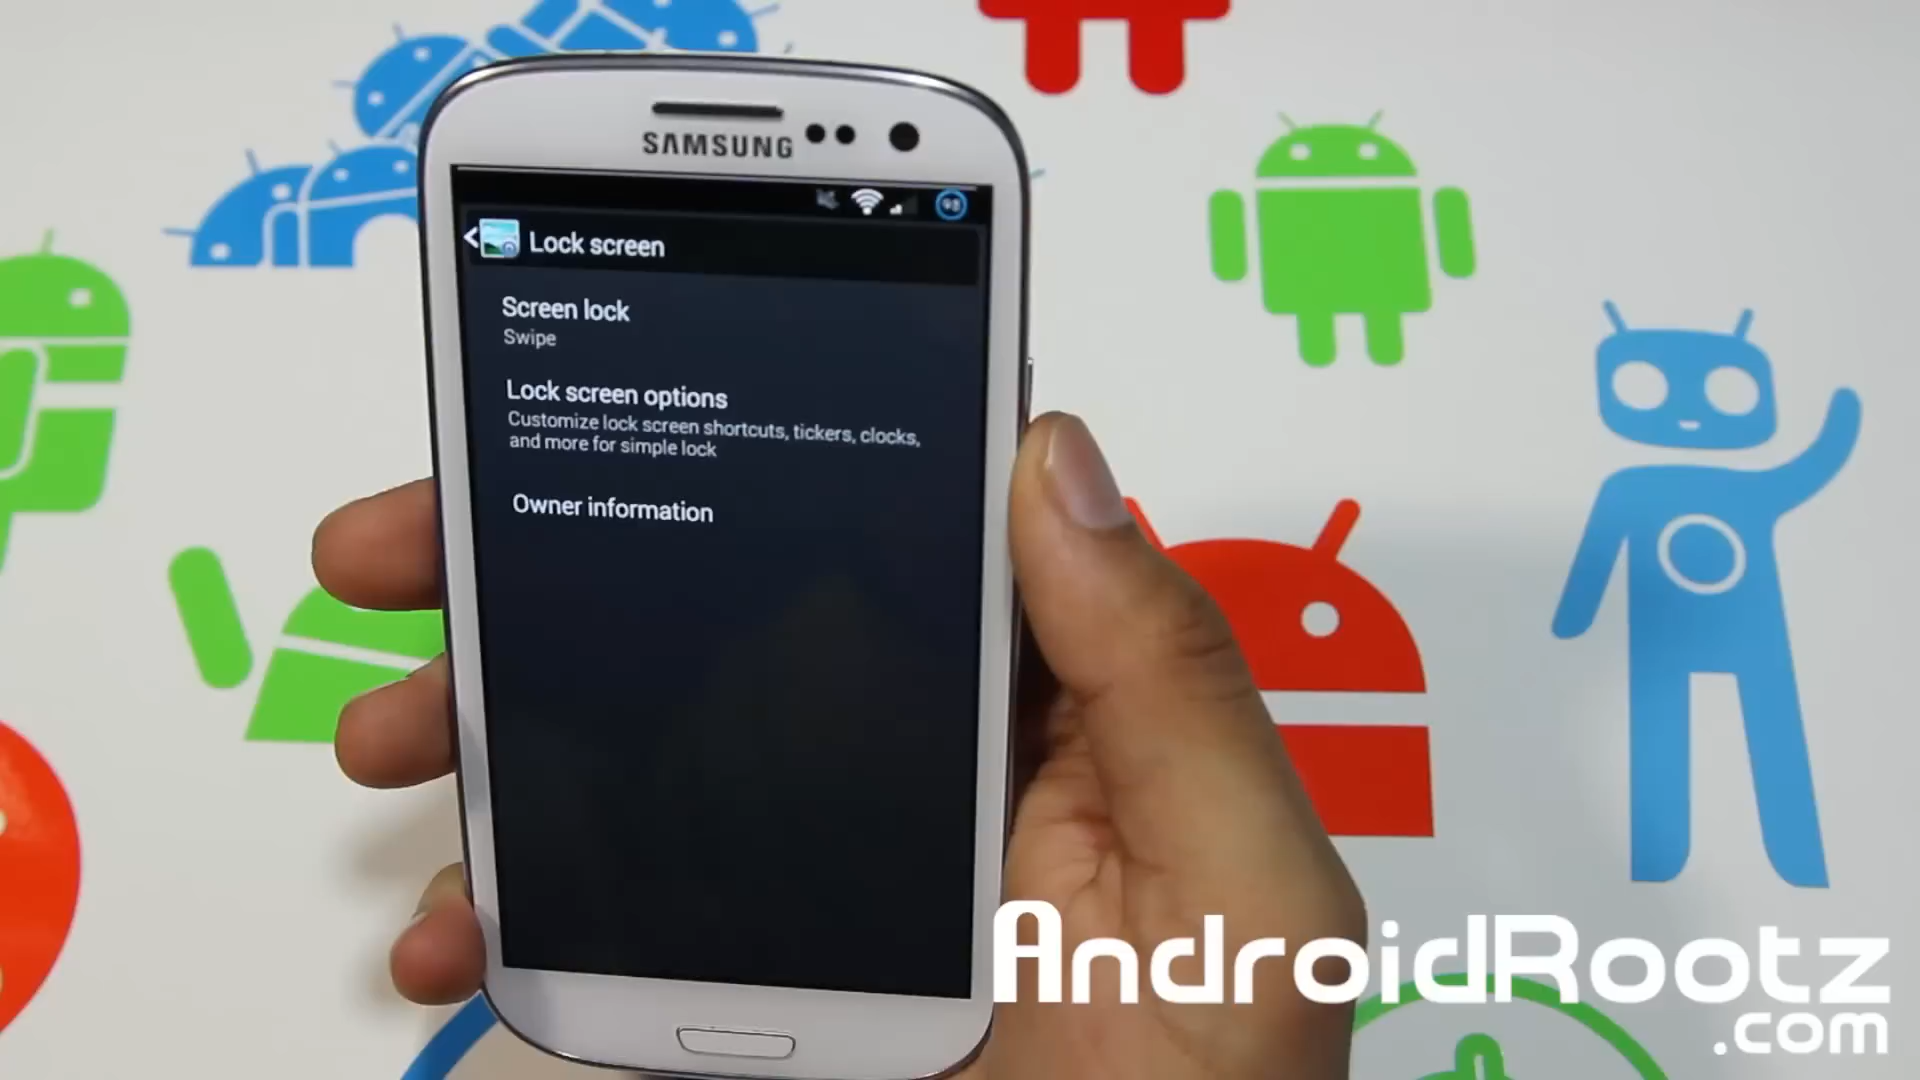 SAMSUNG
98
Lock screen
Screen lock
Swipe
Lock screen options
Customize lock screen shortcuts, tickers, clocks,
and more for simple lock
Owner information
AndroidRootz
.com